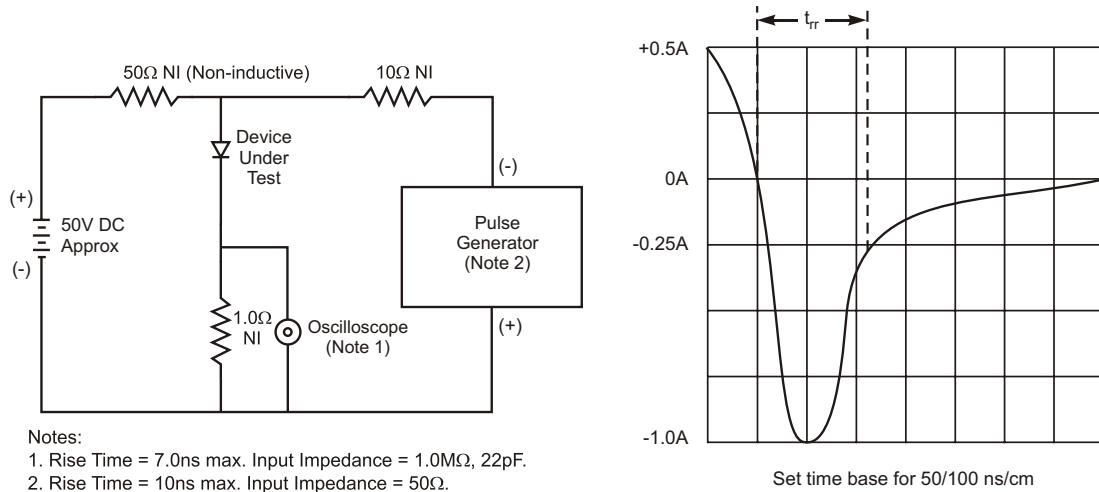 50Ω NI (Non-inductive)
10Ω NI
Device
Under
Test
(+)
50V DC
Approx
(-)
(-)
Pulse
Generator
(Note 2)
(+)
1.0Ω
NI
Oscilloscope
(Note 1)
Notes:
1. Rise Time = 7.0ns max. Input Impedance = 1.0MΩ, 22pF.
2. Rise Time = 10ns max. Input Impedance = 50Ω.
trr
+0.5A
0A
-0.25A
-1.0A
Set time base for 50/100 ns/cm